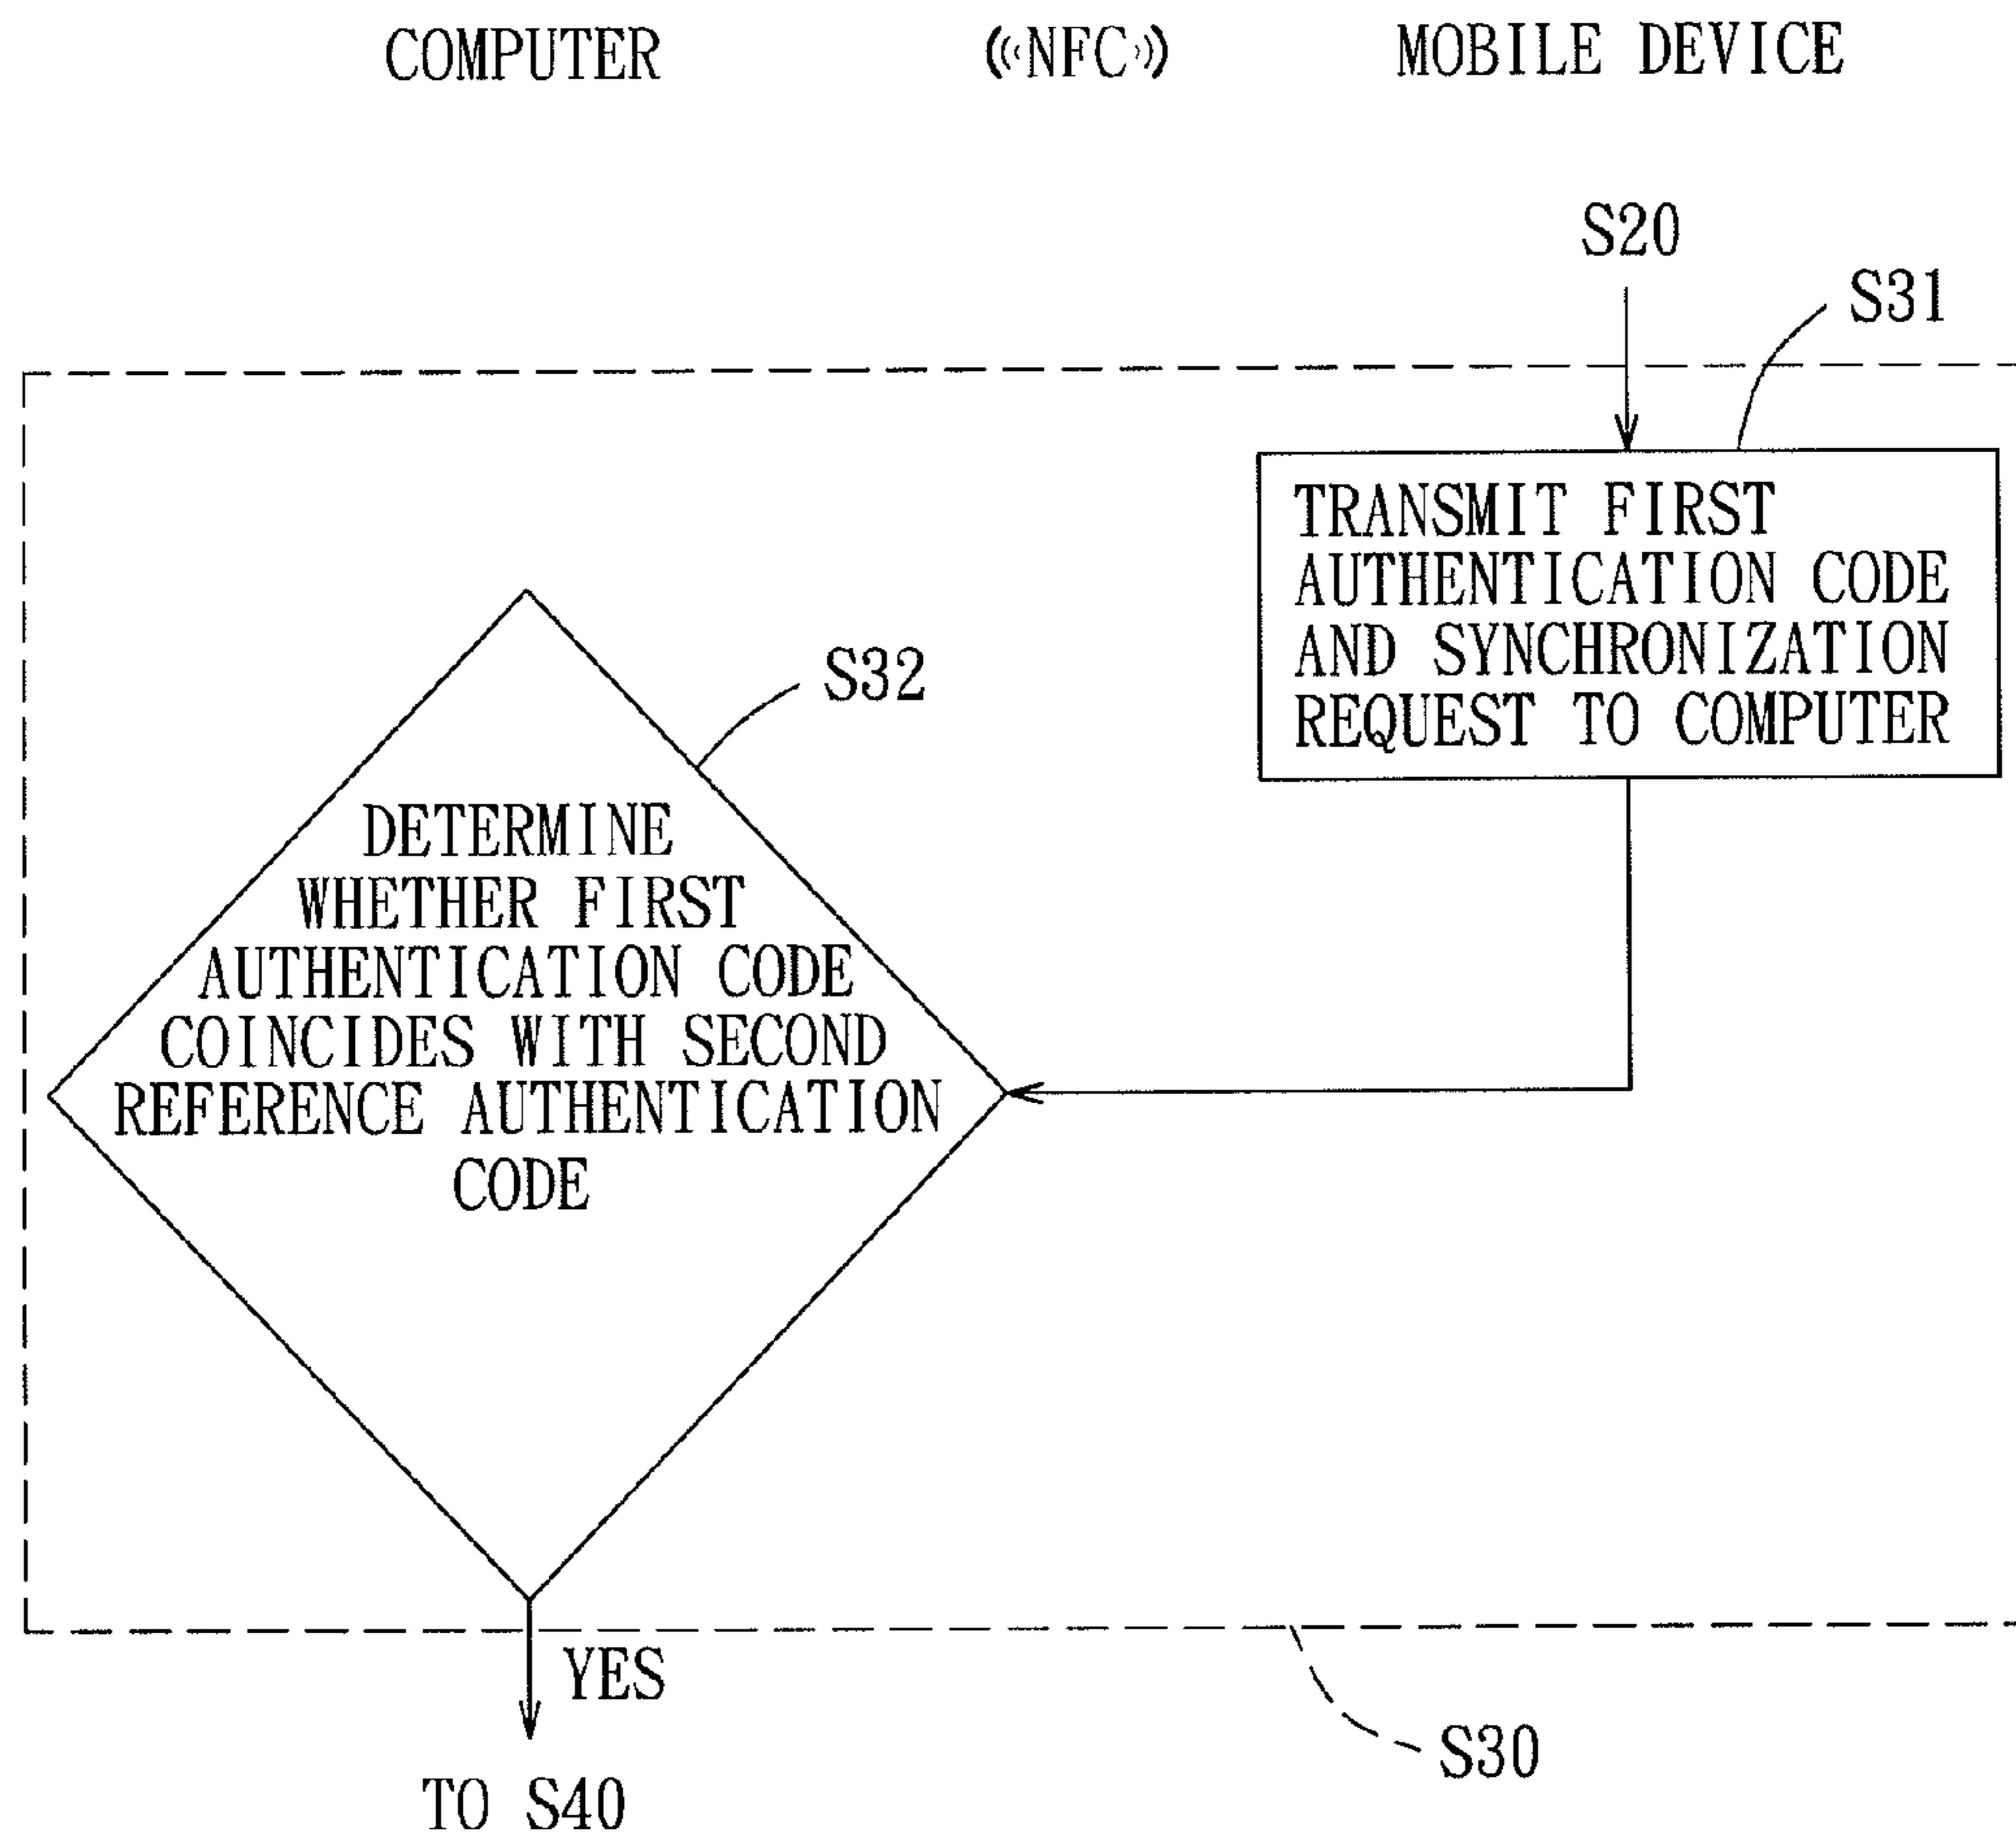 COMPUTER
((‹NFC›))
MOBILE DEVICE
S20
S31
TRANSMIT FIRST
AUTHENTICATION CODE
AND SYNCHRONIZATION
REQUEST TO COMPUTER
S32
DETERMINE
WHETHER FIRST
AUTHENTICATION CODE
COINCIDES WITH SECOND
REFERENCE AUTHENTICATION
CODE
YES
S30
TO S40